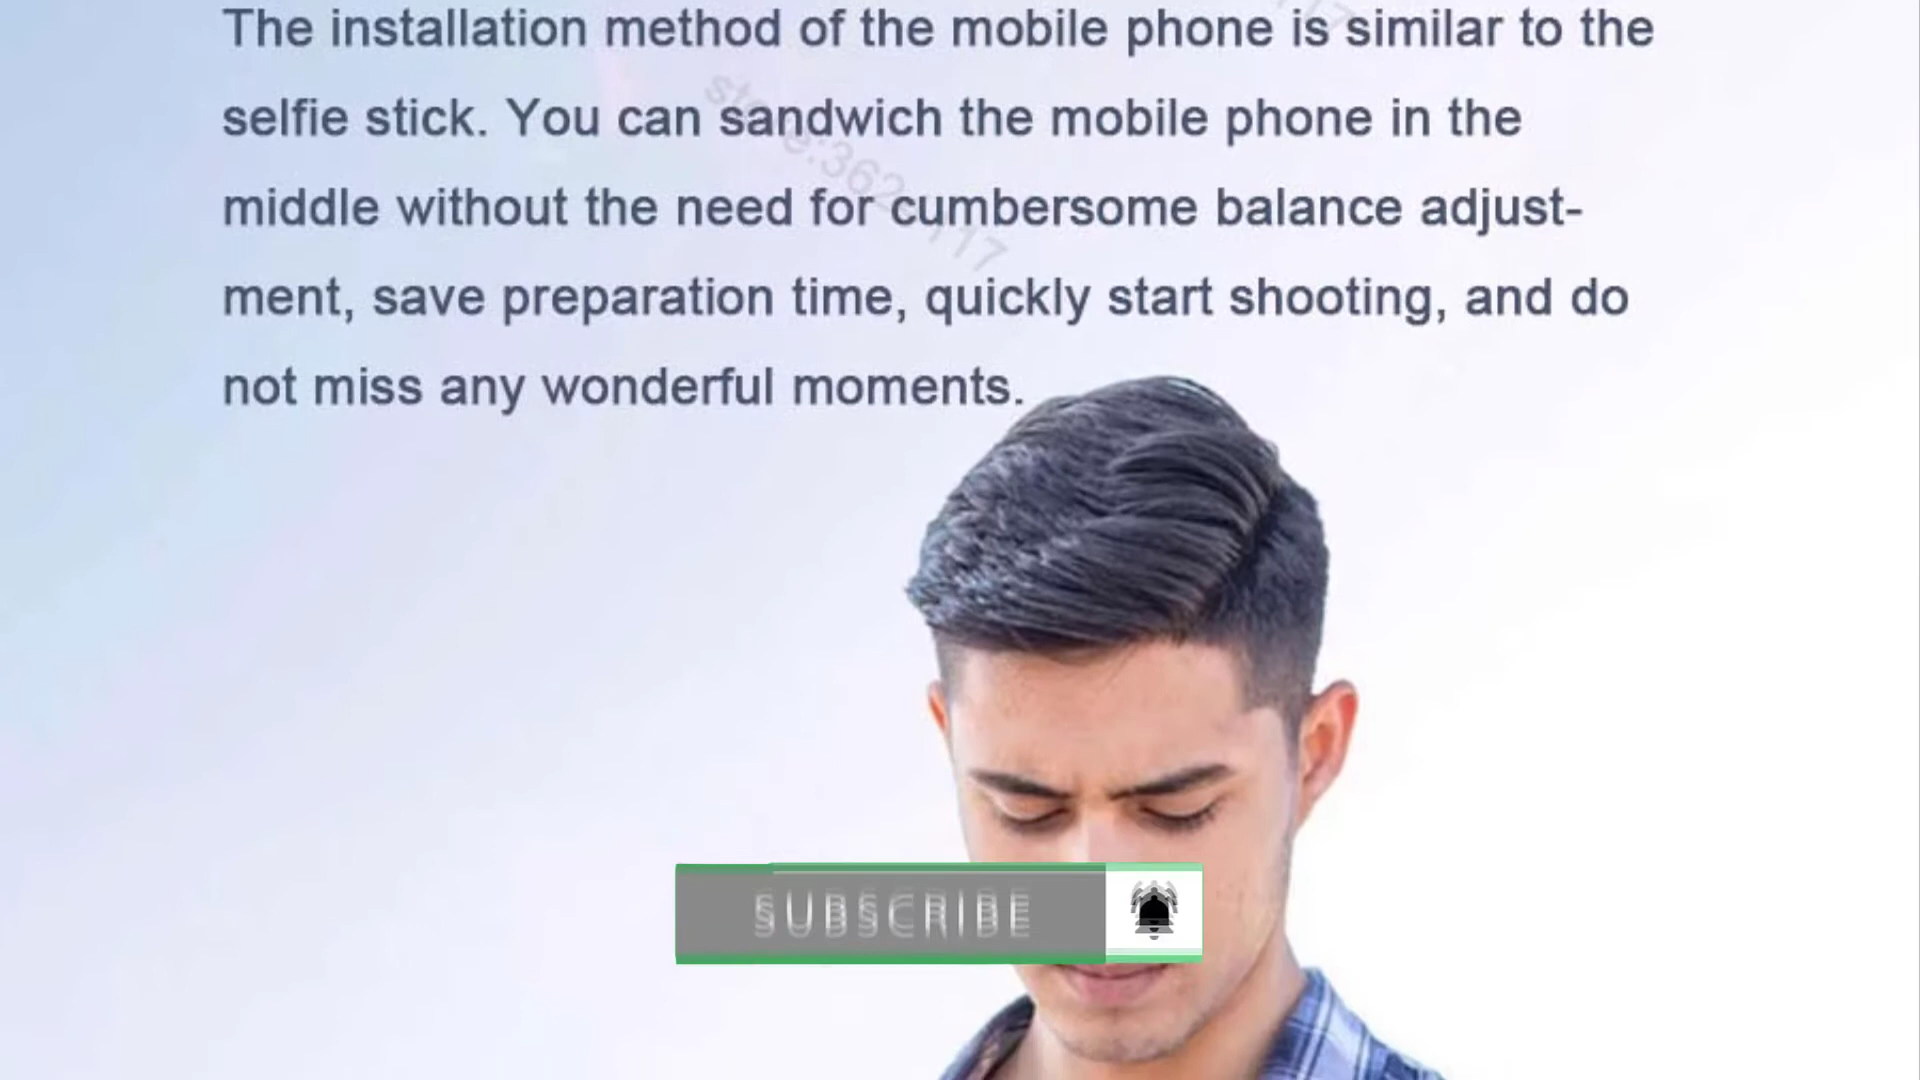 The installation method of the mobile phone is similar to the
selfie stick. You can sandwich the mobile phone in the
middle without the need for cumbersome balance adjust-
ment, save preparation time, quickly start shooting, and do
not miss any wonderful moments.
SUBSCRIBE